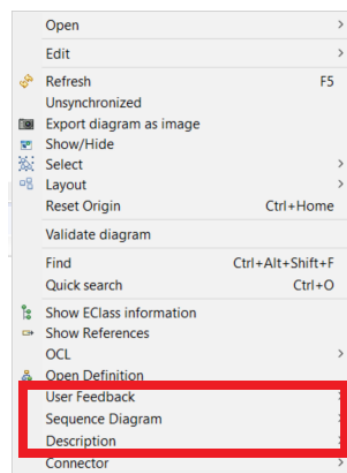 Open
Edit
Refresh F5
Unsynchronized
Export diagram as image
Show/Hide
Select
Layout
Reset Origin Ctrl+Home
Validate diagram
Find Ctrl+Alt+Shift+F
Quick search Ctrl+O
Show EClass information
Show References
OCL
Open Definition
User Feedback
Sequence Diagram
Description
Connector